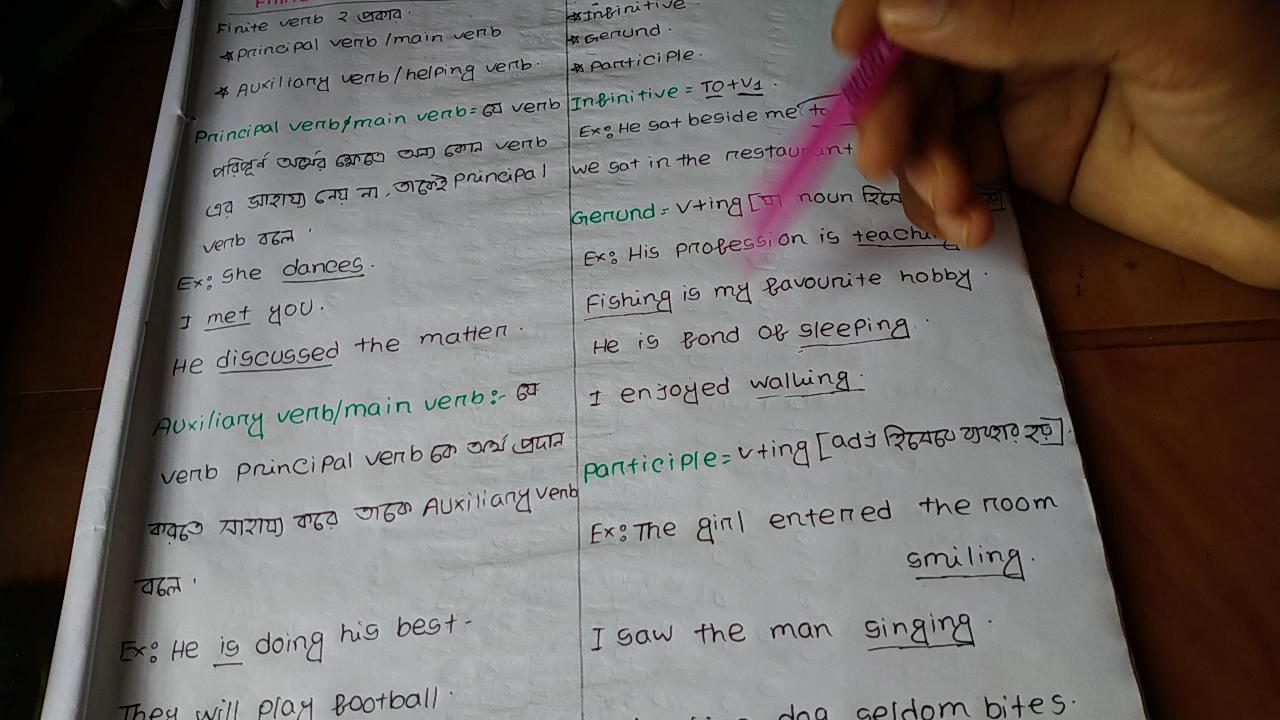 Finite verb ২ প্রকার.
* Principal verb/main verb
* Auxiliary verb/helping verb.
Principal verb/main verb= যে verb
পরিপূর্ন অর্থের ক্ষেত্রে অন্য কোন verb
এর সাহায্য নেয় না, তাকেই principal
verb বলে.
Ex: She dances.
I met you.
He discussed the matter.
Auxiliary verb/main verb:- যে
verb principal verb কে অর্থ প্রদান
করতে সাহায্য করে তাকে Auxiliary verb
বলে.
Ex: He is doing his best.
They will play football.
* Infinitive.
* Gerund.
* Participle.
Infinitive = To+V1.
Ex: He sat beside me to
we sat in the restaurant
Gerund = v+ing [যা noun
Ex: His profession is teaching
Fishing is my favourite hobby.
He is fond of sleeping.
I enjoyed walking.
Participle = v+ing [adj হিসেবে ব্যবহার হয়].
Ex: The girl entered the room
smiling.
I saw the man singing.
dog seldom bites.